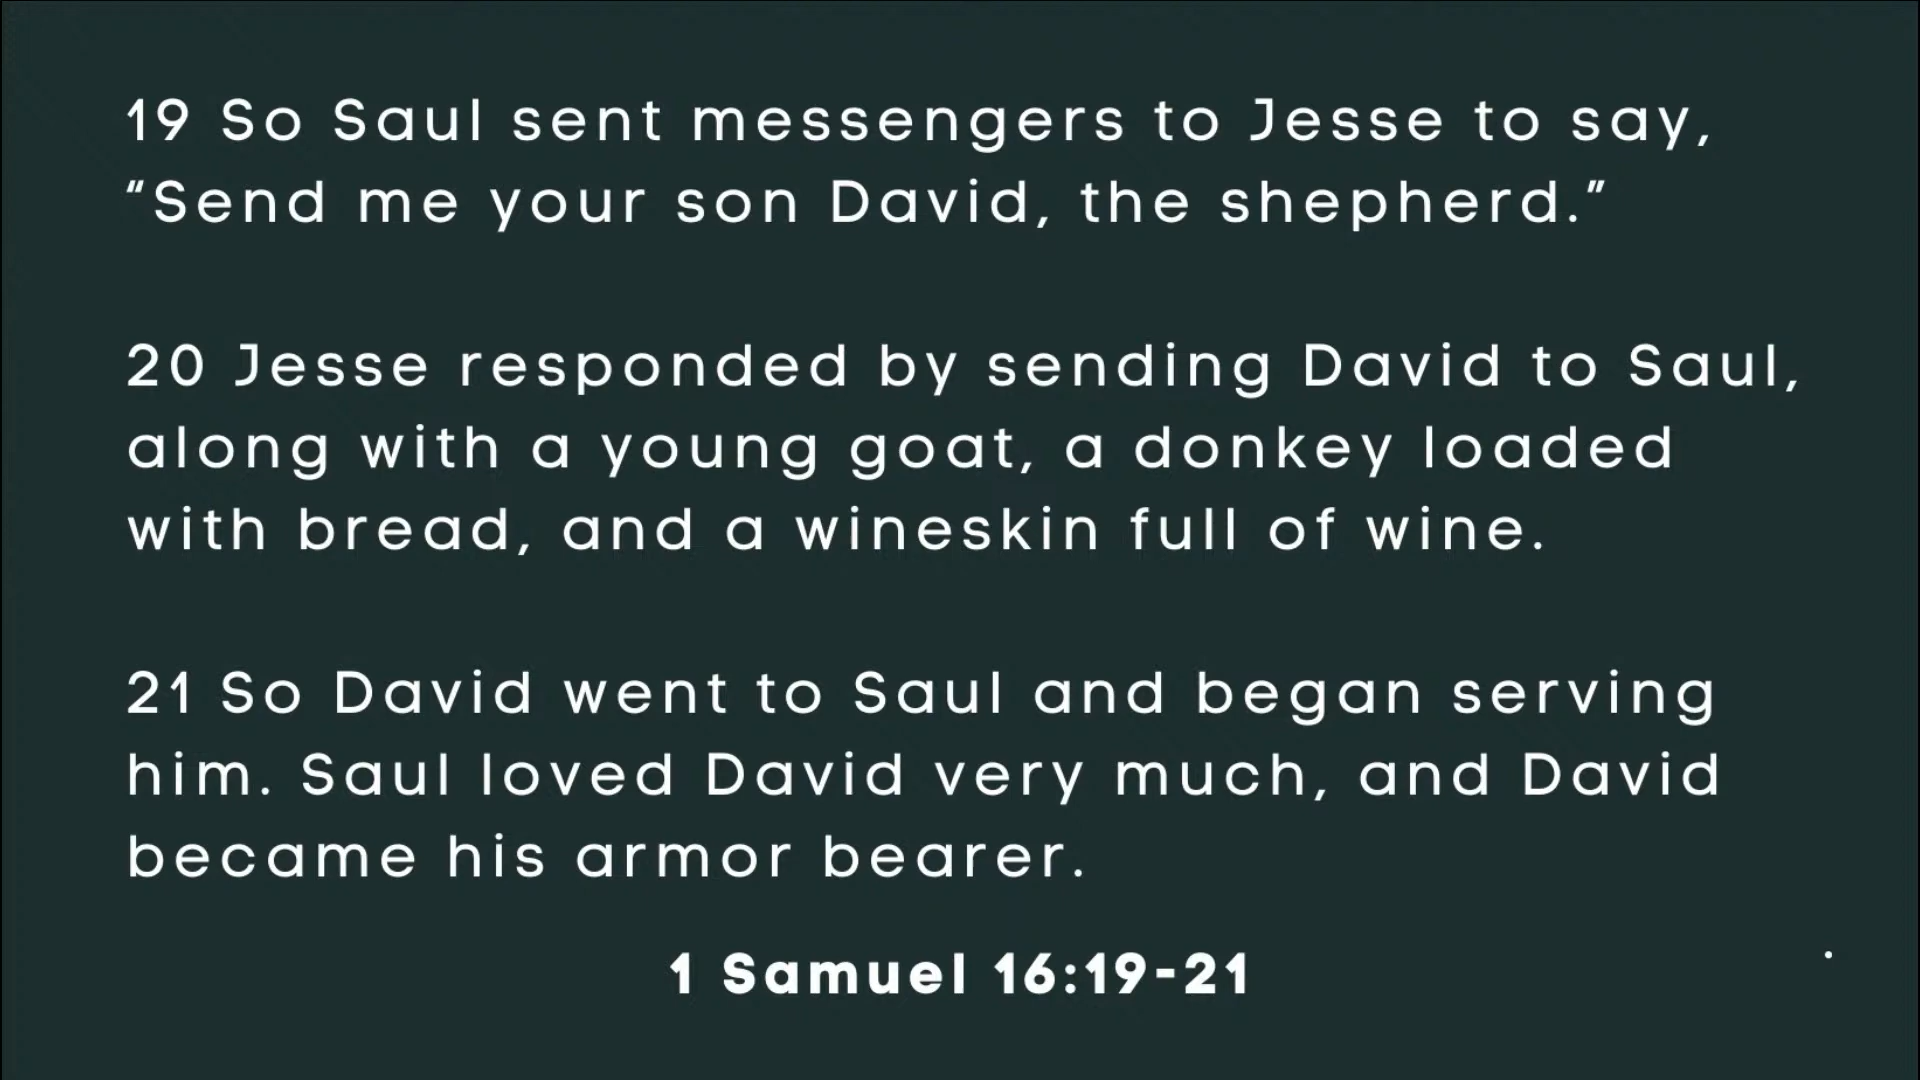 19 So Saul sent messengers to Jesse to say,
“Send me your son David, the shepherd.”
20 Jesse responded by sending David to Saul,
along with a young goat, a donkey loaded
with bread, and a wineskin full of wine.
21 So David went to Saul and began serving
him. Saul loved David very much, and David
became his armor bearer.
1 Samuel 16:19-21